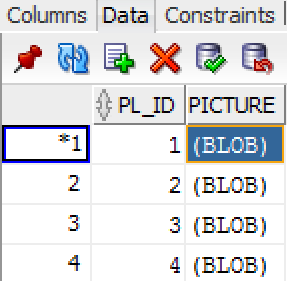 Columns Data Constraints
PL_ID PICTURE
*1 1 (BLOB)
2 2 (BLOB)
3 3 (BLOB)
4 4 (BLOB)